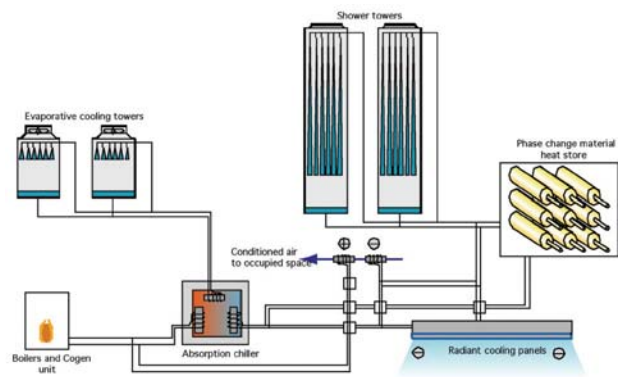 Shower towers
Evaporative cooling towers
Phase change material
heat store
Conditioned air
to occupied space
Boilers and Cogen
unit
Absorption chiller
Radiant cooling panels